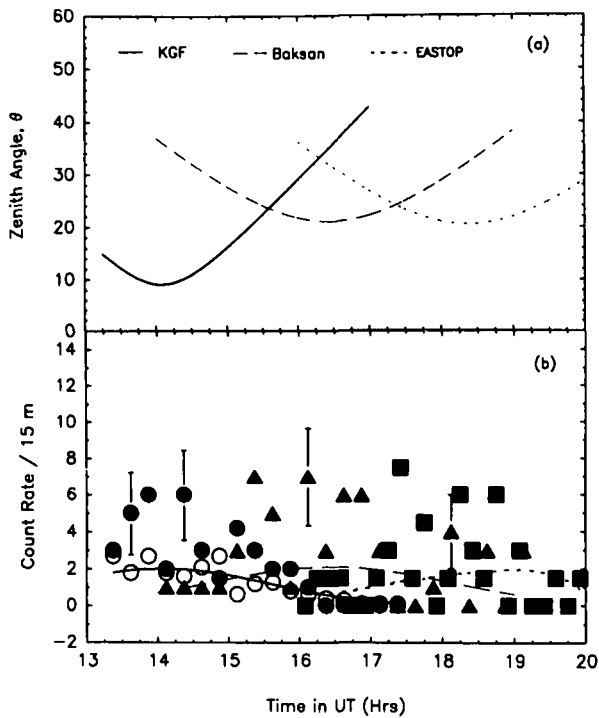 60
50
40
30
20
10
0
Zenith Angle, θ
(a)
KGF
Baksan
EASTOP
14
12
10
8
6
4
2
0
−2
Count Rate / 15 m
(b)
13 14 15 16 17 18 19 20
Time in UT (Hrs)